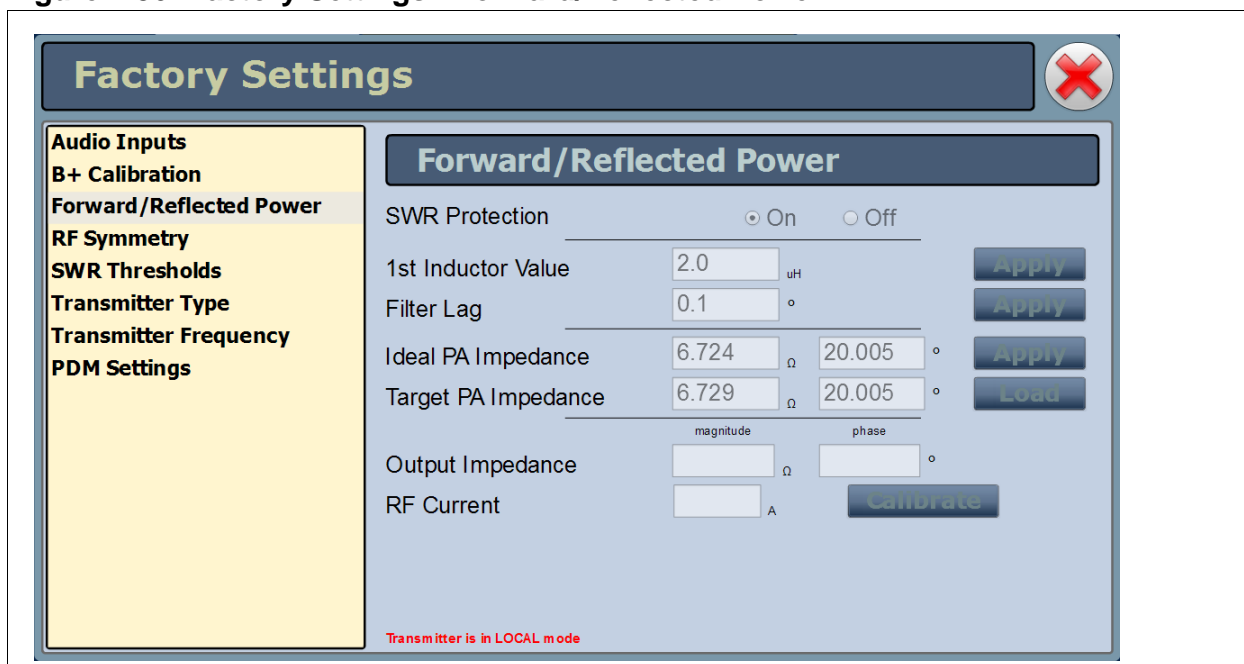 Factory Settings
Audio Inputs
B+ Calibration
Forward/Reflected Power
RF Symmetry
SWR Thresholds
Transmitter Type
Transmitter Frequency
PDM Settings
Forward/Reflected Power
SWR Protection On Off
1st Inductor Value 2.0 uH Apply
Filter Lag 0.1 ° Apply
Ideal PA Impedance 6.724 Ω 20.005 ° Apply
Target PA Impedance 6.729 Ω 20.005 ° Load
magnitude phase
Output Impedance Ω °
RF Current A Calibrate
Transmitter is in LOCAL mode